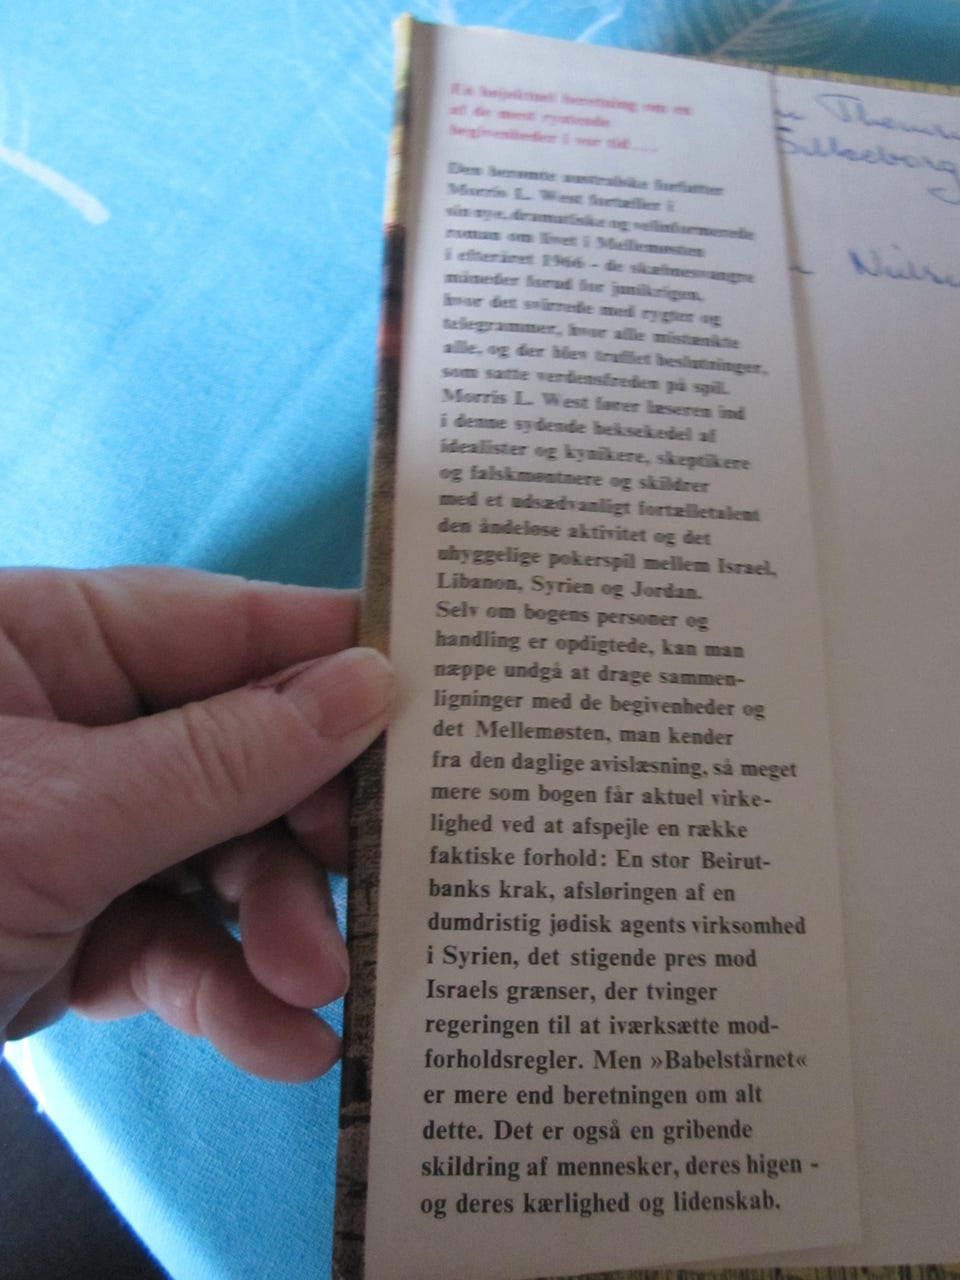 En højaktuel beretning om en
af de mest rystende
begivenheder i vor tid.....
Den berømte australske forfatter
Morris L. West fortæller i
sin nye, dramatiske og velinformerede
roman om livet i Mellemøsten
i efteråret 1966 - de skæbnesvangre
måneder forud for junikrigen,
hvor det svirrede med rygter og
telegrammer, hvor alle mistænkte
alle, og der blev truffet beslutninger,
som satte verdensfreden på spil.
Morris L. West fører læseren ind
i denne sydende heksekedel af
idealister og kynikere, skeptikere
og falskmøntnere og skildrer
med et udsædvanligt fortælletalent
den åndeløse aktivitet og det
uhyggelige pokerspil mellem Israel,
Libanon, Syrien og Jordan.
Selv om bogens personer og
handling er opdigtede, kan man
næppe undgå at drage sammen-
ligninger med de begivenheder og
det Mellemøsten, man kender
fra den daglige avislæsning, så meget
mere som bogen får aktuel virke-
lighed ved at afspejle en række
faktiske forhold: En stor Beirut-
banks krak, afsløringen af en
dumdristig jødisk agents virksomhed
i Syrien, det stigende pres mod
Israels grænser, der tvinger
regeringen til at iværksætte mod-
forholdsregler. Men »Babelstårnet«
er mere end beretningen om alt
dette. Det er også en gribende
skildring af mennesker, deres higen -
og deres kærlighed og lidenskab.
Silkeborg